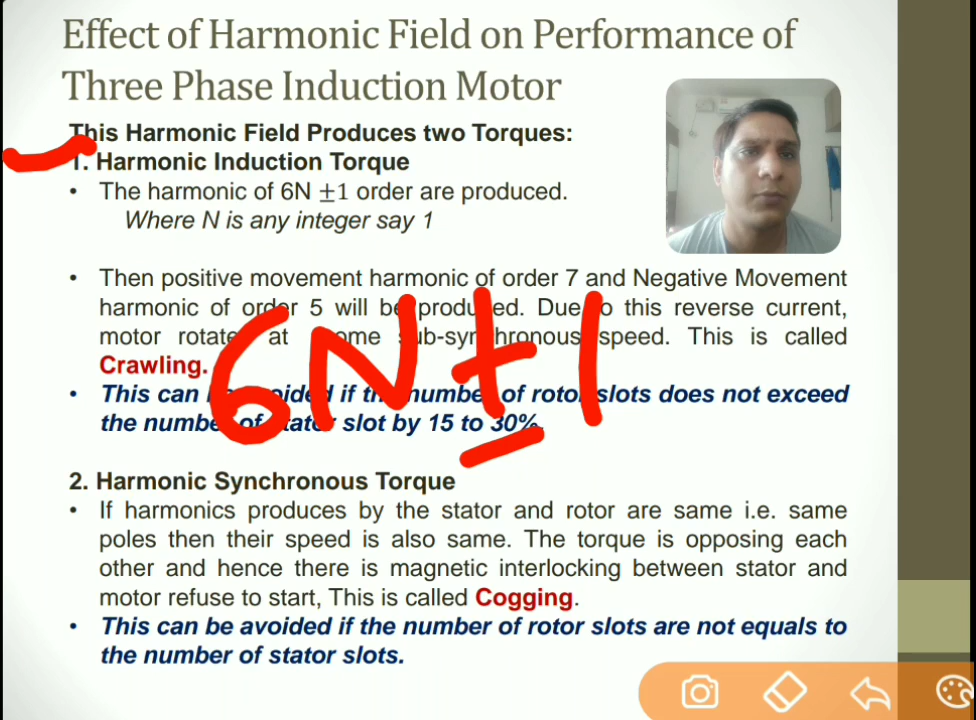 Effect of Harmonic Field on Performance of
Three Phase Induction Motor
This Harmonic Field Produces two Torques:
1. Harmonic Induction Torque
• The harmonic of 6N ±1 order are produced.
Where N is any integer say 1
• Then positive movement harmonic of order 7 and Negative Movement
harmonic of order 5 will be produced. Due to this reverse current,
motor rotates at some sub-synchronous speed. This is called
Crawling.
• This can be avoided if the number of rotor slots does not exceed
the number of stator slot by 15 to 30%.
6N±1
2. Harmonic Synchronous Torque
• If harmonics produces by the stator and rotor are same i.e. same
poles then their speed is also same. The torque is opposing each
other and hence there is magnetic interlocking between stator and
motor refuse to start, This is called Cogging.
• This can be avoided if the number of rotor slots are not equals to
the number of stator slots.